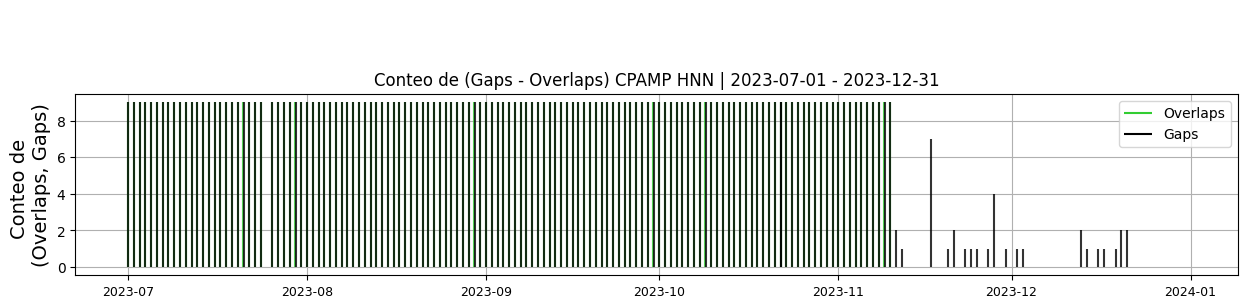 Conteo de (Gaps - Overlaps) CPAMP HNN | 2023-07-01 - 2023-12-31
Conteo de
(Overlaps, Gaps)
8
6
4
2
0
Overlaps
Gaps
2023-07
2023-08
2023-09
2023-10
2023-11
2023-12
2024-01